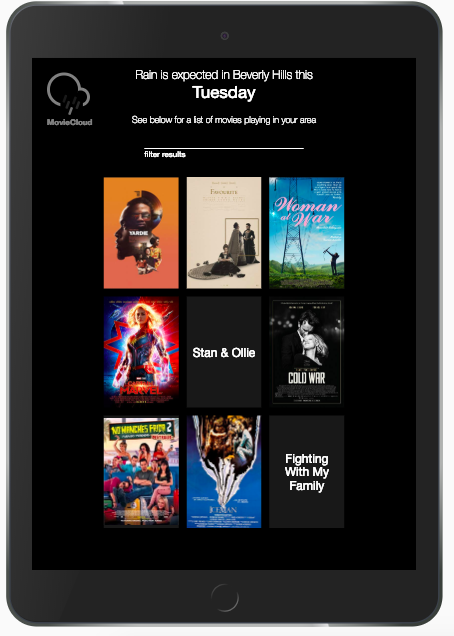 Rain is expected in Beverly Hills this
Tuesday
MovieCloud
See below for a list of movies playing in your area
filter results
YARDIE
FAVOURITE
Woman
at War
CAPTAIN
MARVEL
Stan & Ollie
COLD WAR
NO MANCHES FRIDA 2
ICEMAN
Fighting
With My
Family